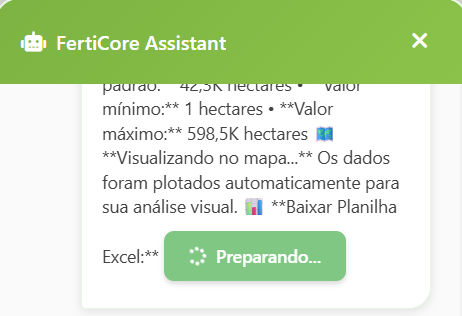 FertiCore Assistant
padrão:** 42,3K hectares • **Valor
mínimo:** 1 hectares • **Valor
máximo:** 598,5K hectares 🗺️
**Visualizando no mapa...** Os dados
foram plotados automaticamente para
sua análise visual. 📊 **Baixar Planilha
Excel:** Preparando...